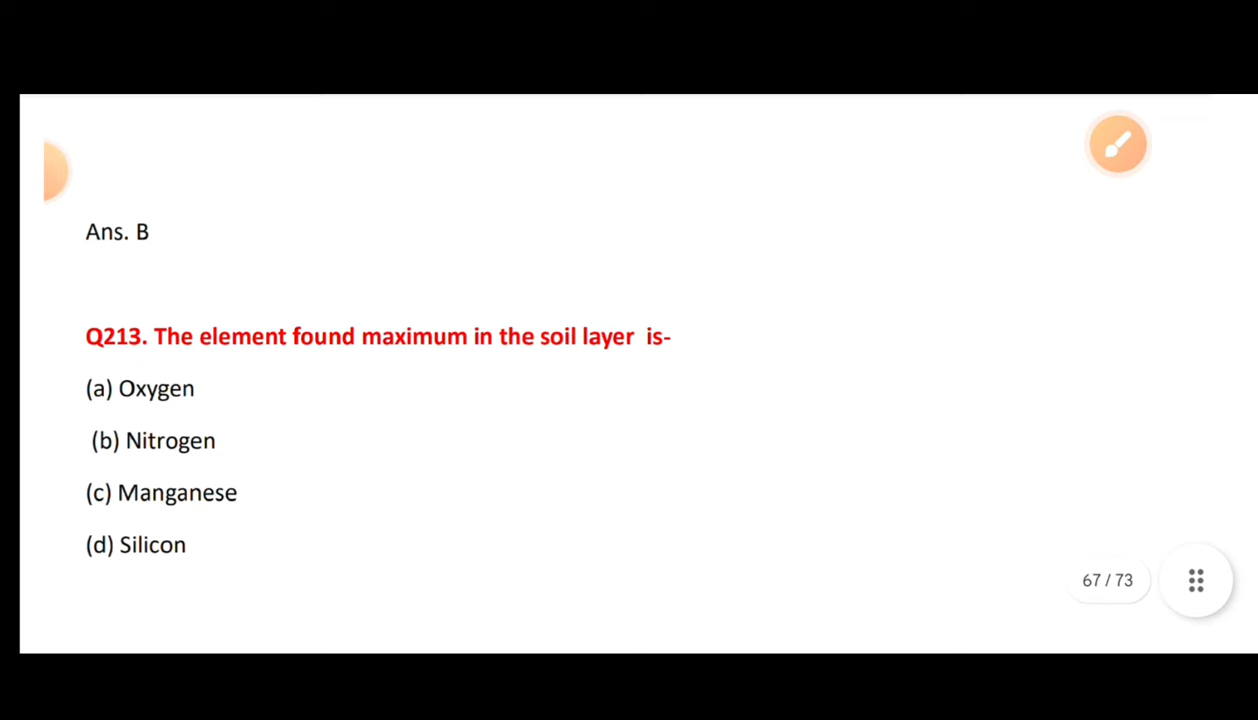 Ans. B
Q213. The element found maximum in the soil layer is-
(a) Oxygen
(b) Nitrogen
(c) Manganese
(d) Silicon
67 / 73